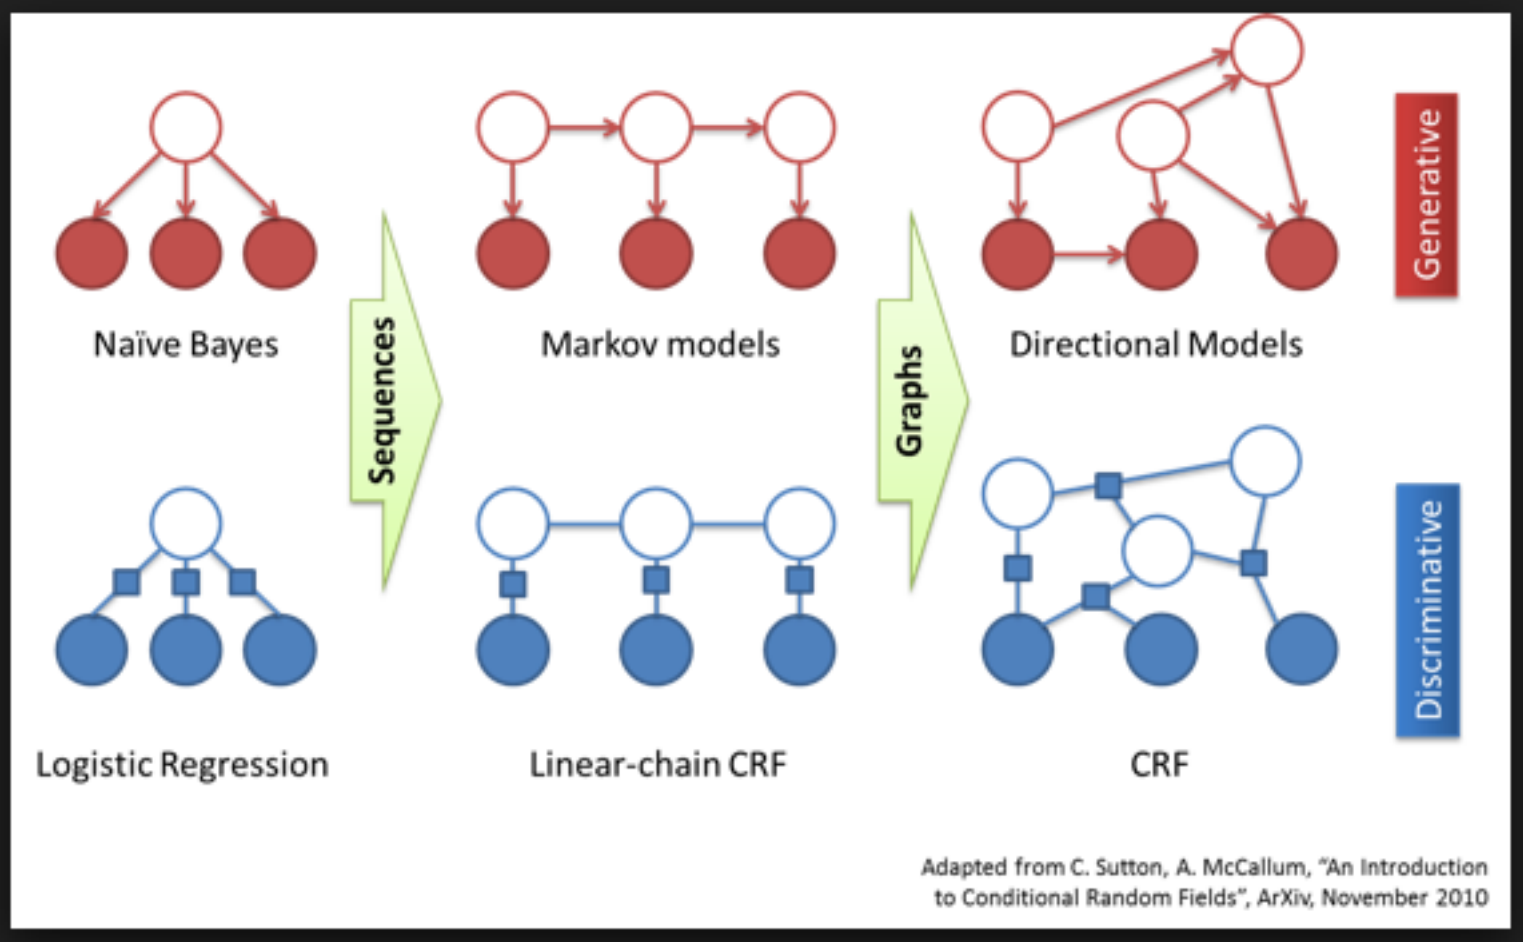 Generative
Naïve Bayes
Sequences
Markov models
Graphs
Directional Models
Discriminative
Logistic Regression
Linear-chain CRF
CRF
Adapted from C. Sutton, A. McCallum, “An Introduction
to Conditional Random Fields”, ArXiv, November 2010